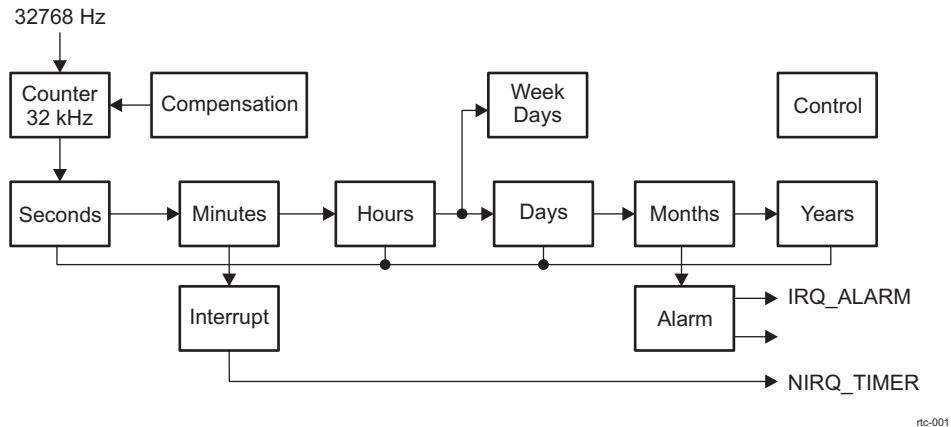 32768 Hz
Counter
32 kHz
Compensation
Week
Days
Control
Seconds
Minutes
Hours
Days
Months
Years
Interrupt
Alarm
IRQ_ALARM
NIRQ_TIMER
rtc-001